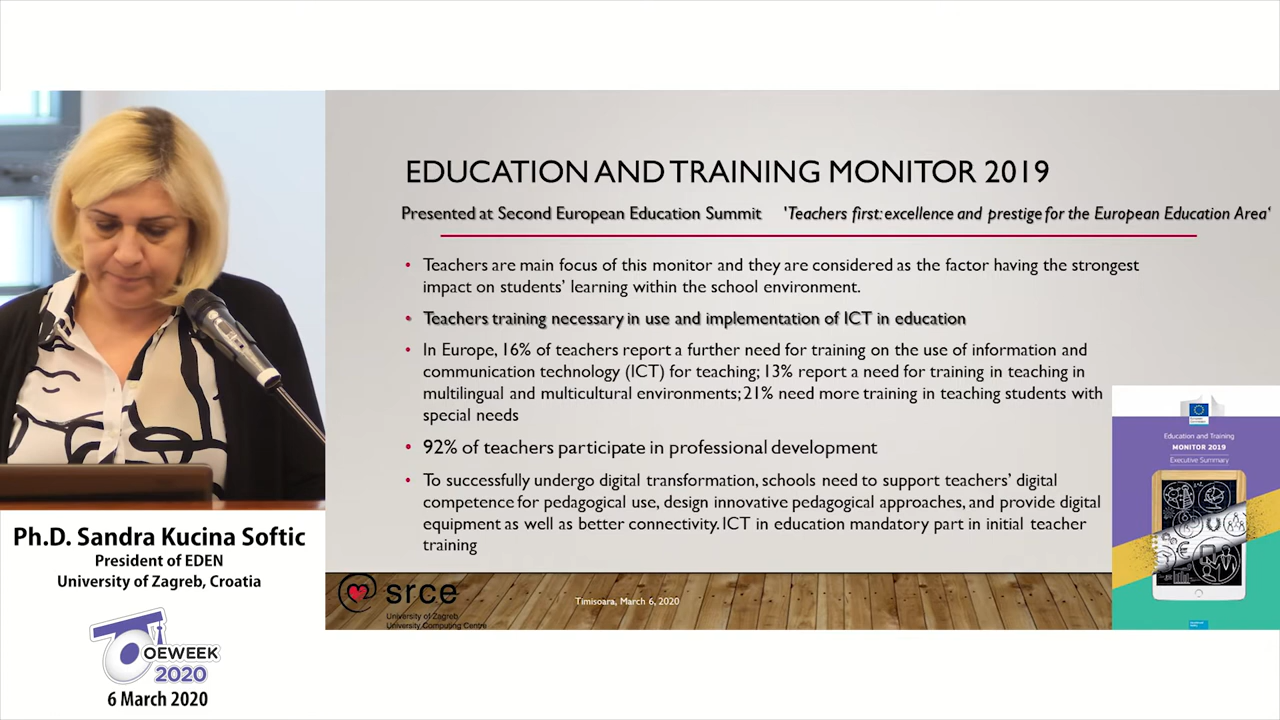 EDUCATION AND TRAINING MONITOR 2019
Presented at Second European Education Summit 'Teachers first: excellence and prestige for the European Education Area‘
• Teachers are main focus of this monitor and they are considered as the factor having the strongest
impact on students’ learning within the school environment.
• Teachers training necessary in use and implementation of ICT in education
• In Europe, 16% of teachers report a further need for training on the use of information and
communication technology (ICT) for teaching; 13% report a need for training in teaching in
multilingual and multicultural environments; 21% need more training in teaching students with
special needs
• 92% of teachers participate in professional development
• To successfully undergo digital transformation, schools need to support teachers’ digital
competence for pedagogical use, design innovative pedagogical approaches, and provide digital
equipment as well as better connectivity. ICT in education mandatory part in initial teacher
training
Education and Training
MONITOR 2019
Executive Summary
srce
University of Zagreb
University Computing Centre
Timisoara, March 6, 2020
Ph.D. Sandra Kucina Softic
President of EDEN
University of Zagreb, Croatia
OEWEEK
2020
6 March 2020